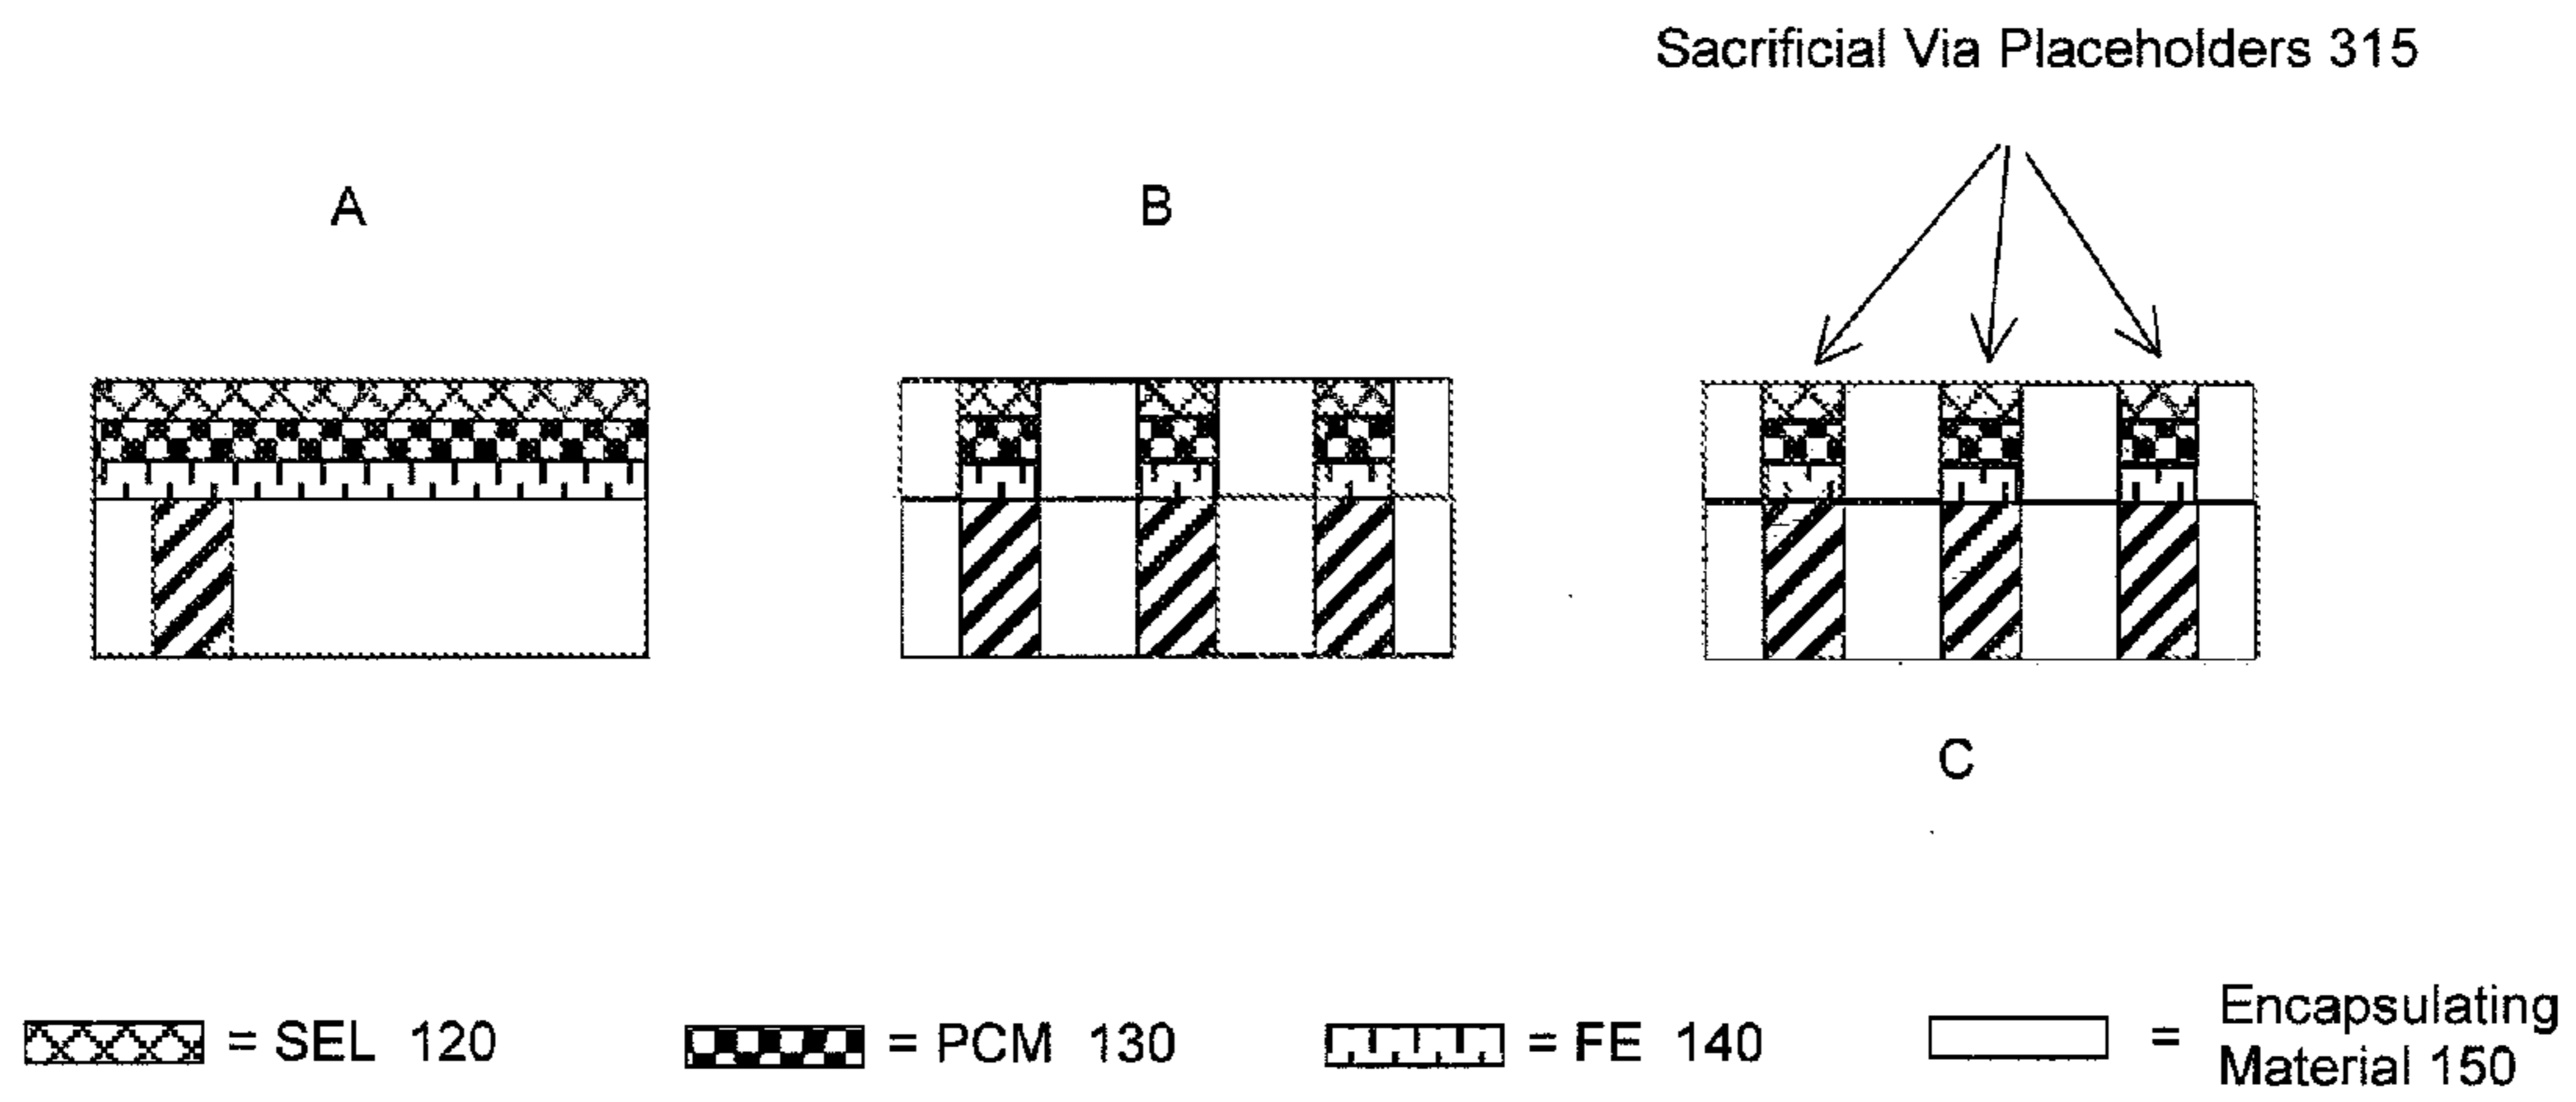 Sacrificial Via Placeholders 315
A
B
C
= SEL 120
= PCM 130
= FE 140
= Encapsulating
Material 150